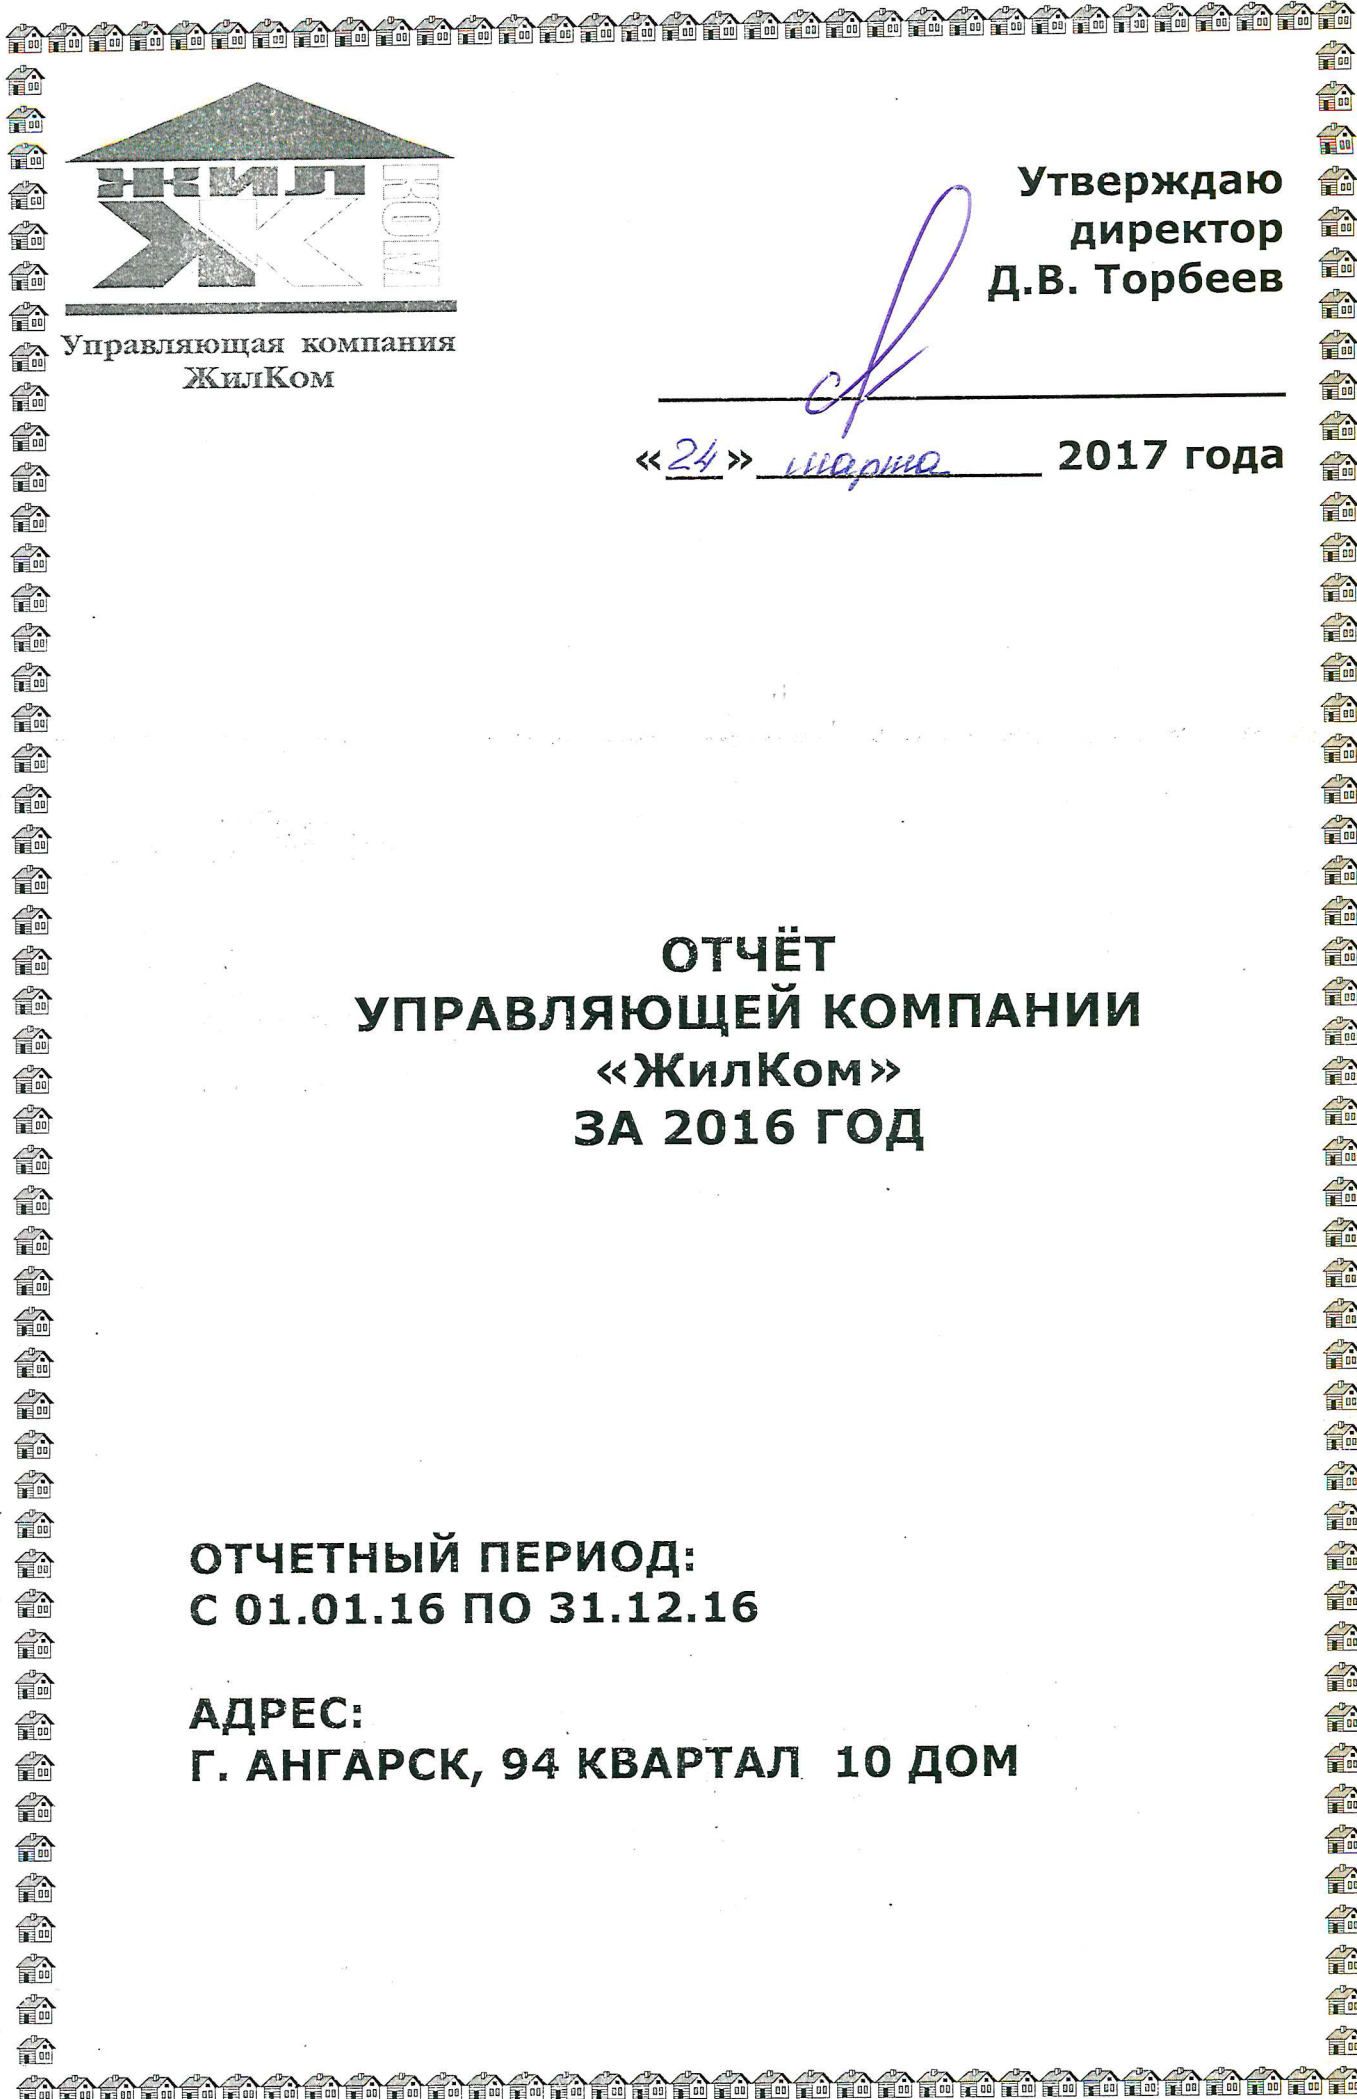 ЖИЛ
КОМ
ЖК
Управляющая компания
ЖилКом
Утверждаю
директор
Д.В. Торбеев
«24» марта 2017 года
ОТЧЁТ
УПРАВЛЯЮЩЕЙ КОМПАНИИ
«ЖилКом»
ЗА 2016 ГОД
ОТЧЕТНЫЙ ПЕРИОД:
С 01.01.16 ПО 31.12.16
АДРЕС:
Г. АНГАРСК, 94 КВАРТАЛ 10 ДОМ